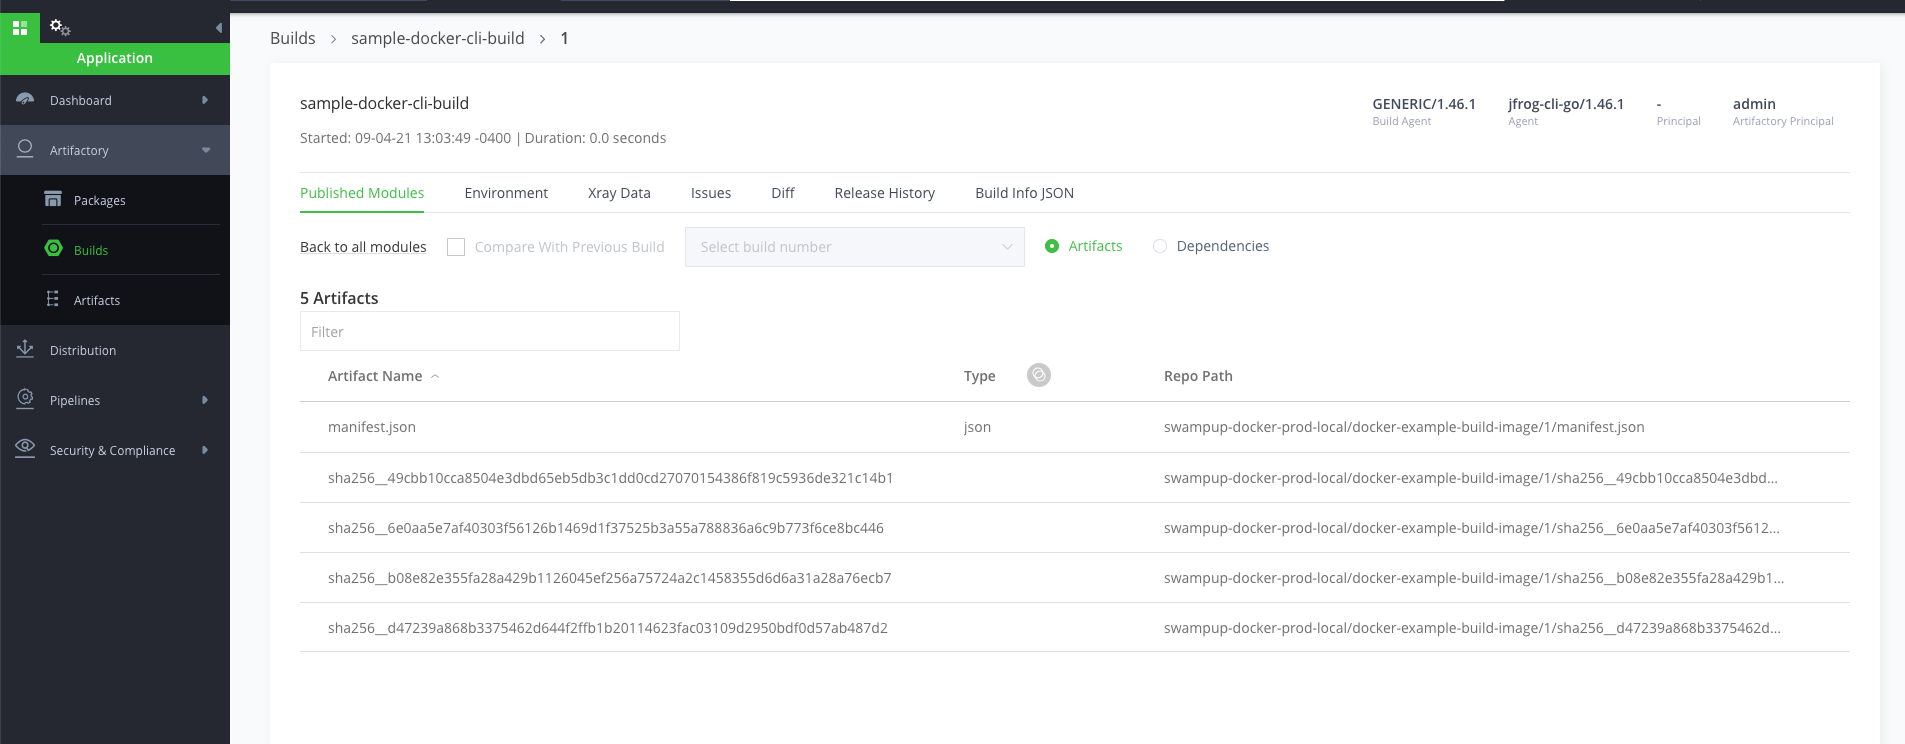 Application
Dashboard
Artifactory
Packages
Builds
Artifacts
Distribution
Pipelines
Security & Compliance
Builds > sample-docker-cli-build > 1
sample-docker-cli-build
Started: 09-04-21 13:03:49 -0400 | Duration: 0.0 seconds
GENERIC/1.46.1 jfrog-cli-go/1.46.1 - admin
Build Agent Agent Principal Artifactory Principal
Published Modules Environment Xray Data Issues Diff Release History Build Info JSON
Back to all modules Compare With Previous Build Select build number Artifacts Dependencies
5 Artifacts
Filter
Artifact Name Type Repo Path
manifest.json json swampup-docker-prod-local/docker-example-build-image/1/manifest.json
sha256__49cbb10cca8504e3dbd65eb5db3c1dd0cd27070154386f819c5936de321c14b1 swampup-docker-prod-local/docker-example-build-image/1/sha256__49cbb10cca8504e3dbd...
sha256__6e0aa5e7af40303f56126b1469d1f37525b3a55a788836a6c9b773f6ce8bc446 swampup-docker-prod-local/docker-example-build-image/1/sha256__6e0aa5e7af40303f5612...
sha256__b08e82e355fa28a429b1126045ef256a75724a2c1458355d6d6a31a28a76ecb7 swampup-docker-prod-local/docker-example-build-image/1/sha256__b08e82e355fa28a429b1...
sha256__d47239a868b3375462d644f2ffb1b20114623fac03109d2950bdf0d57ab487d2 swampup-docker-prod-local/docker-example-build-image/1/sha256__d47239a868b3375462d...